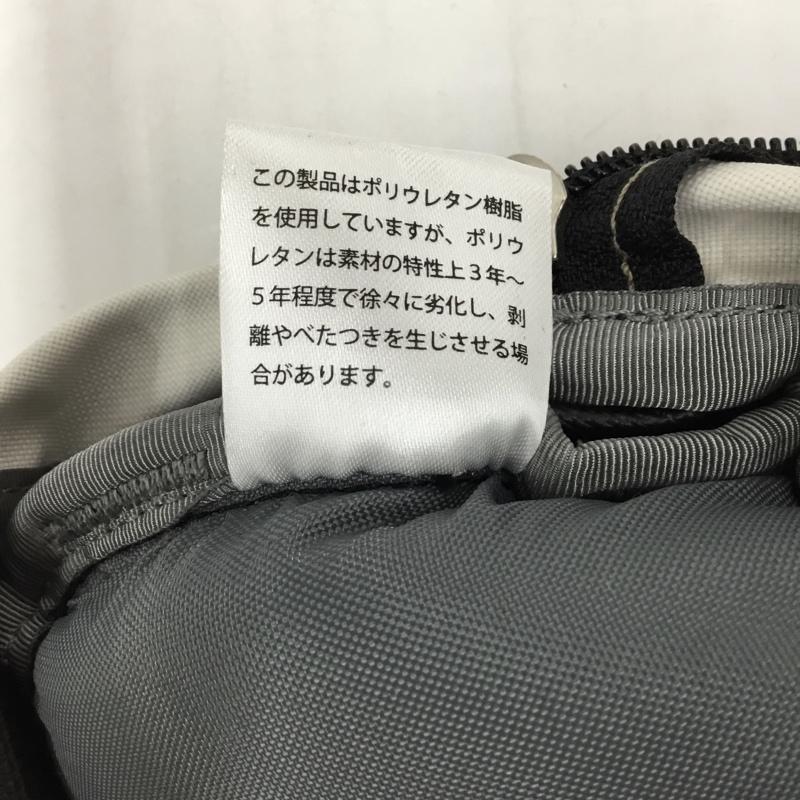 この製品はポリウレタン樹脂
を使用していますが、ポリウ
レタンは素材の特性上３年～
５年程度で徐々に劣化し、剥
離やべたつきを生じさせる場
合があります。